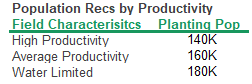 Population Recs by Productivity
Field Characterisitcs Planting Pop
High Productivity 140K
Average Productivity 160K
Water Limited 180K